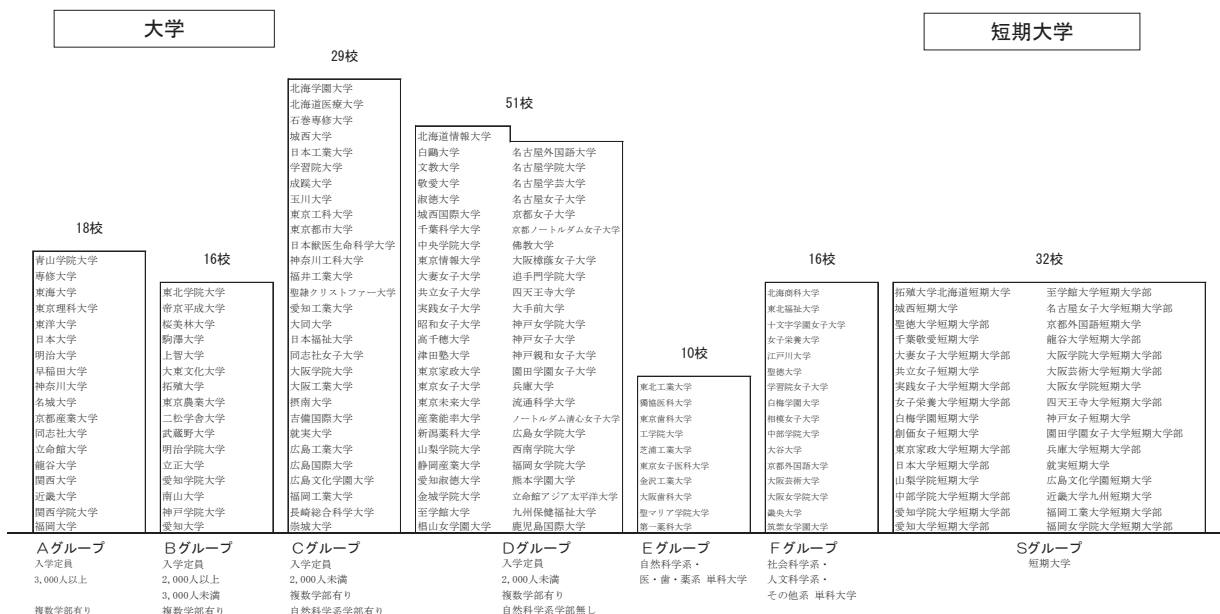 大学
短期大学
18校
青山学院大学
専修大学
東海大学
東京理科大学
東洋大学
日本大学
明治大学
早稲田大学
神奈川大学
名城大学
京都産業大学
同志社大学
立命館大学
龍谷大学
関西大学
近畿大学
関西学院大学
福岡大学
Aグループ
入学定員
3,000人以上
複数学部有り
16校
東北学院大学
帝京平成大学
桜美林大学
駒澤大学
上智大学
大東文化大学
拓殖大学
東京農業大学
二松学舎大学
武蔵野大学
明治学院大学
立正大学
愛知学院大学
南山大学
神戸学院大学
愛知大学
Bグループ
入学定員
2,000人以上
3,000人未満
複数学部有り
29校
北海学園大学
北海道医療大学
石巻専修大学
城西大学
日本工業大学
学習院大学
成蹊大学
玉川大学
東京工科大学
東京都市大学
日本獣医生命科学大学
神奈川工科大学
福井工業大学
聖隷クリストファー大学
愛知工業大学
大同大学
日本福祉大学
同志社女子大学
大阪学院大学
大阪工業大学
摂南大学
吉備国際大学
就実大学
広島工業大学
広島国際大学
広島文化学園大学
福岡工業大学
長崎総合科学大学
崇城大学
Cグループ
入学定員
2,000人未満
複数学部有り
自然科学系学部有り
51校
北海道情報大学
白鷗大学
文教大学
敬愛大学
淑徳大学
城西国際大学
千葉科学大学
中央学院大学
東京情報大学
大妻女子大学
共立女子大学
実践女子大学
昭和女子大学
高千穂大学
津田塾大学
東京家政大学
東京女子大学
東京未来大学
産業能率大学
新潟薬科大学
山梨学院大学
静岡産業大学
愛知淑徳大学
金城学院大学
至学館大学
椙山女学園大学
名古屋外国語大学
名古屋学院大学
名古屋学芸大学
名古屋女子大学
京都女子大学
京都ノートルダム女子大学
佛教大学
大阪樟蔭女子大学
追手門学院大学
四天王寺大学
大手前大学
神戸女学院大学
神戸女子大学
神戸親和女子大学
園田学園女子大学
兵庫大学
流通科学大学
ノートルダム清心女子大学
広島女学院大学
西南学院大学
福岡女学院大学
熊本学園大学
立命館アジア太平洋大学
九州保健福祉大学
鹿児島国際大学
Dグループ
入学定員
2,000人未満
複数学部有り
自然科学系学部無し
10校
東北工業大学
獨協医科大学
東京歯科大学
工学院大学
芝浦工業大学
東京女子医科大学
金沢工業大学
大阪歯科大学
聖マリア学院大学
第一薬科大学
Eグループ
自然科学系・
医・歯・薬系 単科大学
16校
北海商科大学
東北福祉大学
十文字学園女子大学
女子栄養大学
江戸川大学
聖徳大学
学習院女子大学
白梅学園大学
相模女子大学
中部学院大学
大谷大学
京都外国語大学
大阪芸術大学
大阪女学院大学
畿央大学
筑紫女学園大学
Fグループ
社会科学系・
人文科学系・
その他系 単科大学
32校
拓殖大学北海道短期大学
城西短期大学
聖徳大学短期大学部
千葉敬愛短期大学
大妻女子大学短期大学部
共立女子短期大学
実践女子大学短期大学部
女子栄養大学短期大学部
白梅学園短期大学
創価女子短期大学
東京家政大学短期大学部
日本大学短期大学部
山梨学院短期大学
中部学院大学短期大学部
愛知学院大学短期大学部
愛知大学短期大学部
至学館大学短期大学部
名古屋女子大学短期大学部
京都外国語短期大学
龍谷大学短期大学部
大阪学院大学短期大学部
大阪芸術大学短期大学部
大阪女学院短期大学
四天王寺大学短期大学部
神戸女子短期大学
園田学園女子大学短期大学部
兵庫大学短期大学部
就実短期大学
広島文化学園短期大学
近畿大学九州短期大学
福岡工業大学短期大学部
福岡女学院大学短期大学部
Sグループ
短期大学